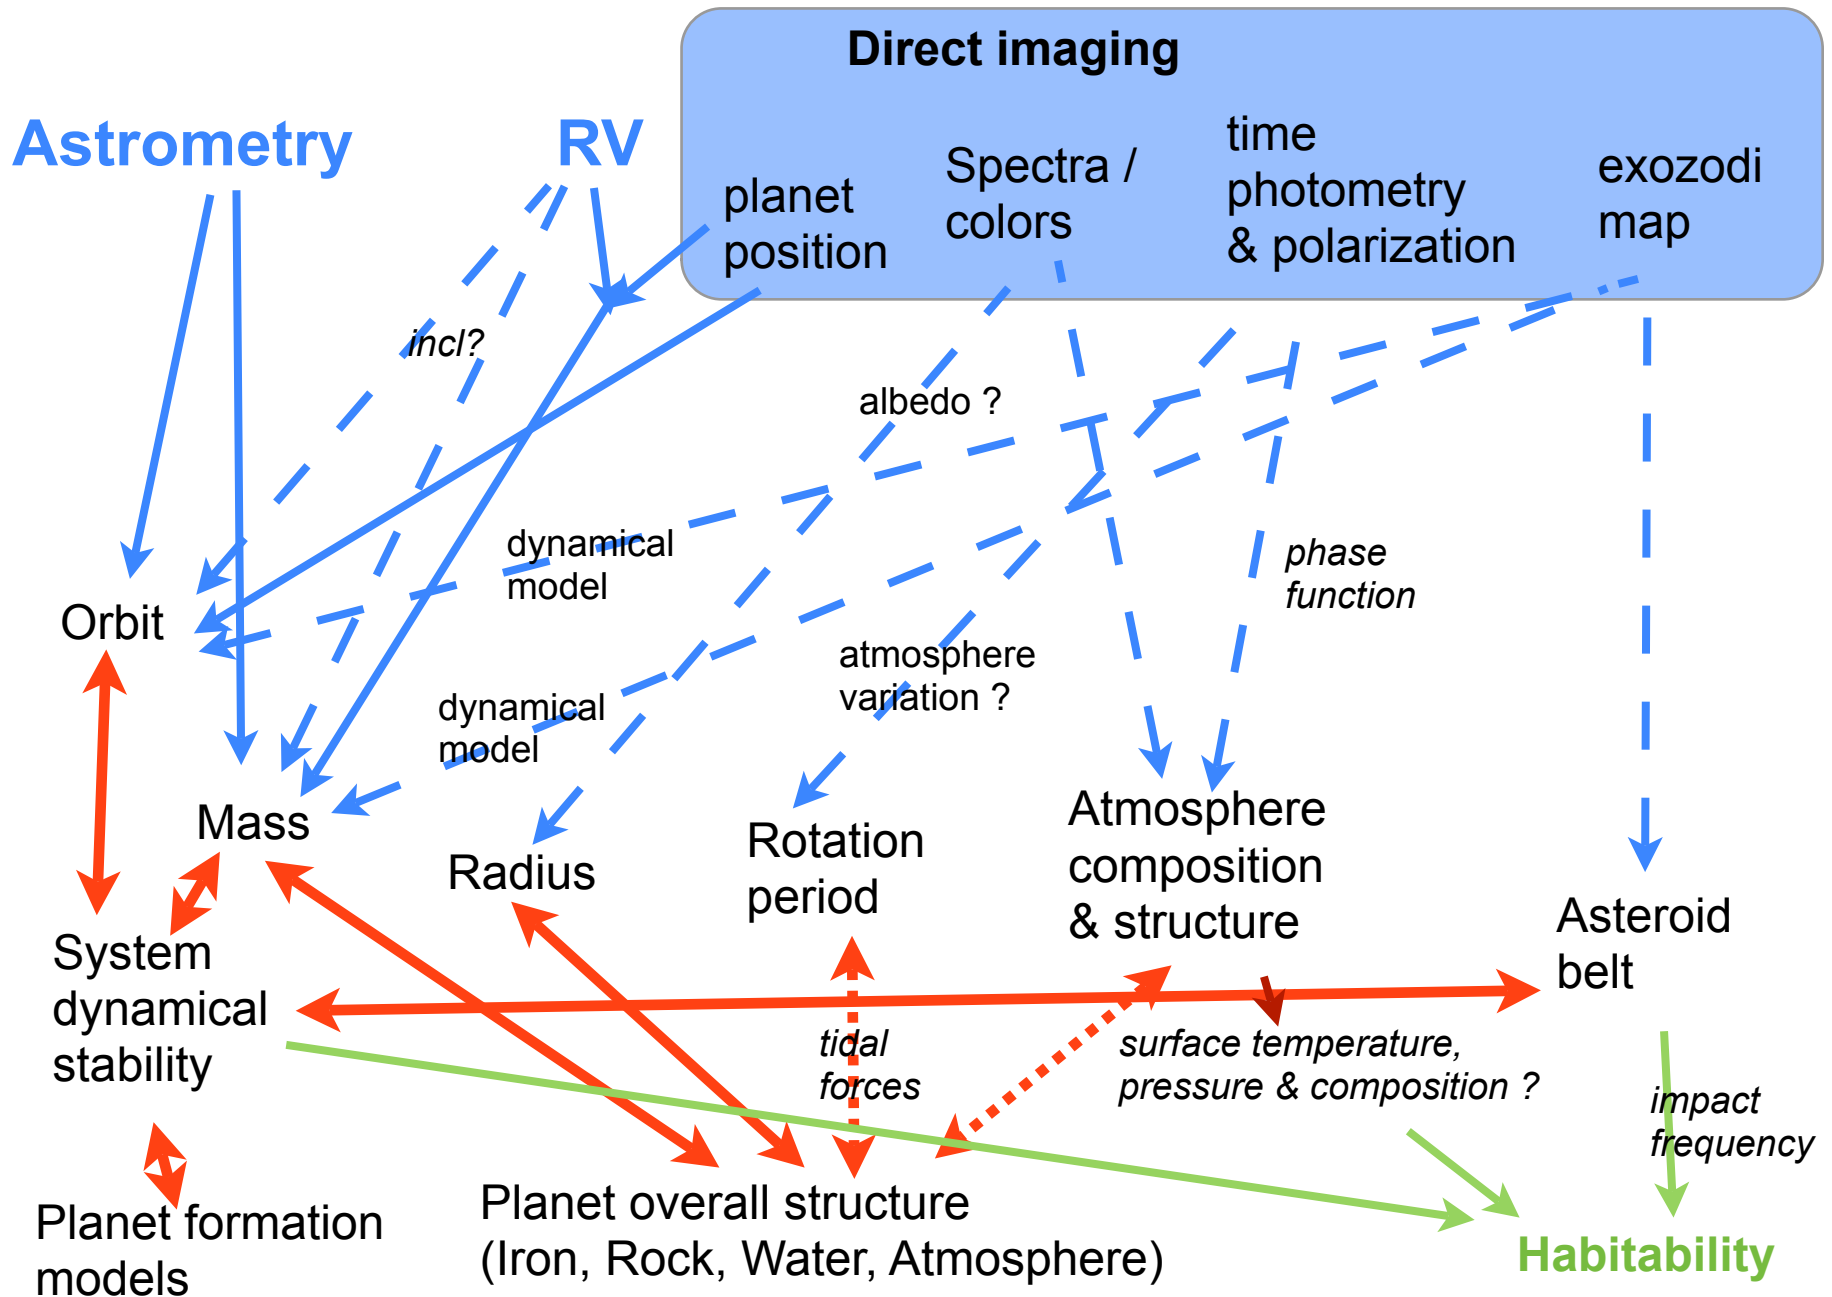 Direct imaging
Astrometry
RV
planet
position
Spectra /
colors
time
photometry
& polarization
exozodi
map
incl?
albedo ?
dynamical
model
phase
function
Orbit
atmosphere
variation ?
dynamical
model
Mass
Radius
Rotation
period
Atmosphere
composition
& structure
Asteroid
belt
System
dynamical
stability
tidal
forces
surface temperature,
pressure & composition ?
impact
frequency
Planet formation
models
Planet overall structure
(Iron, Rock, Water, Atmosphere)
Habitability